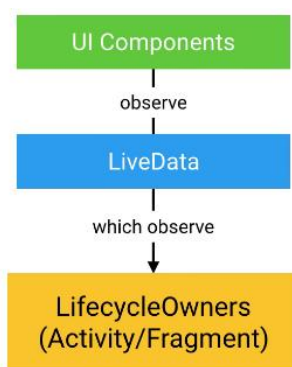 UI Components
observe
LiveData
which observe
LifecycleOwners
(Activity/Fragment)